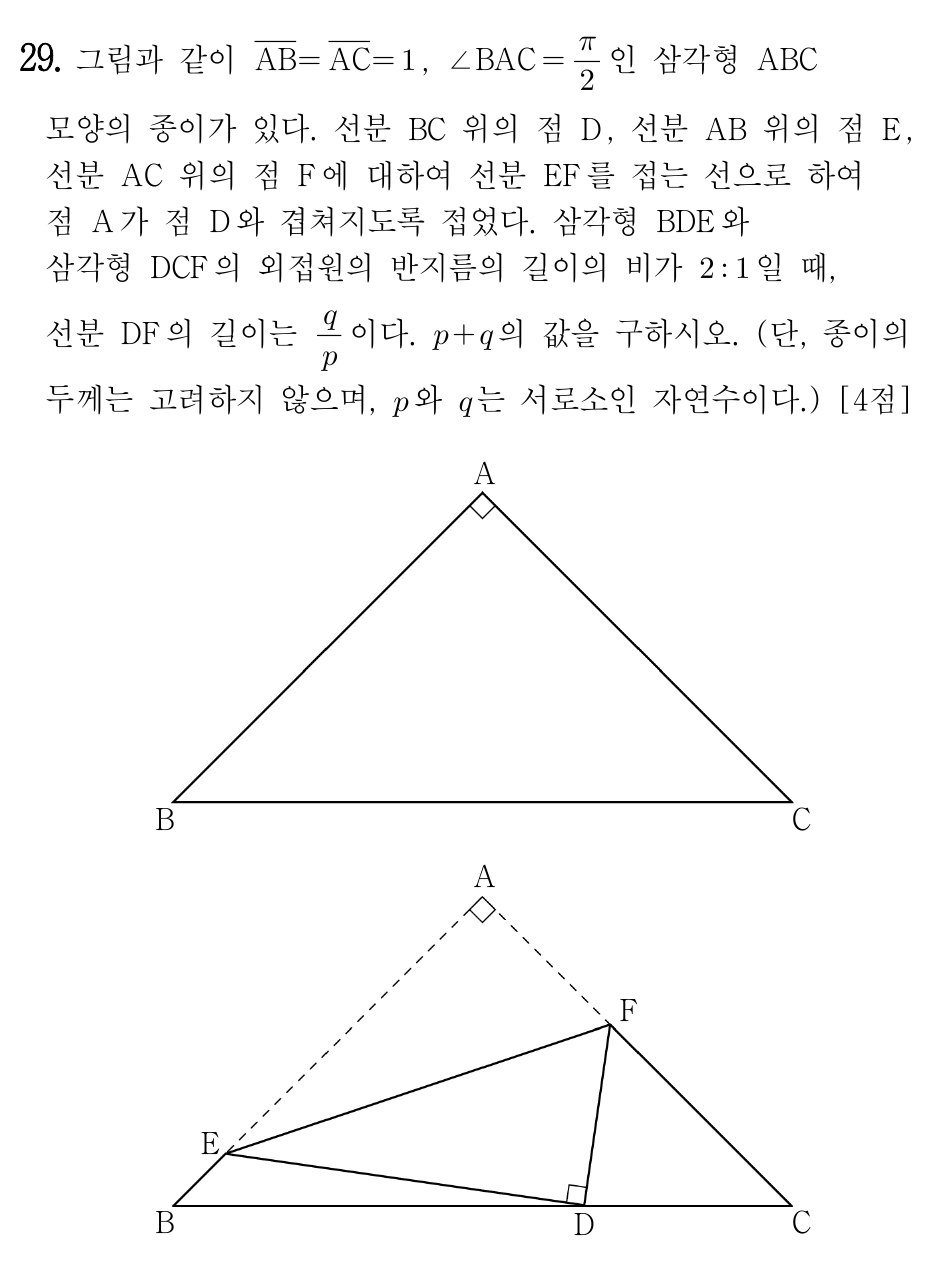 29. 그림과 같이 $\overline{AB}=\overline{AC}=1$, $\angle BAC=\frac{\pi}{2}$인 삼각형 ABC
모양의 종이가 있다. 선분 BC 위의 점 D, 선분 AB 위의 점 E,
선분 AC 위의 점 F에 대하여 선분 EF를 접는 선으로 하여
점 A가 점 D와 겹쳐지도록 접었다. 삼각형 BDE와
삼각형 DCF의 외접원의 반지름의 길이의 비가 2:1일 때,
선분 DF의 길이는 $\frac{q}{p}$이다. p+q의 값을 구하시오. (단, 종이의
두께는 고려하지 않으며, p와 q는 서로소인 자연수이다.) [4점]
A
B
C
A
F
E
B
D
C